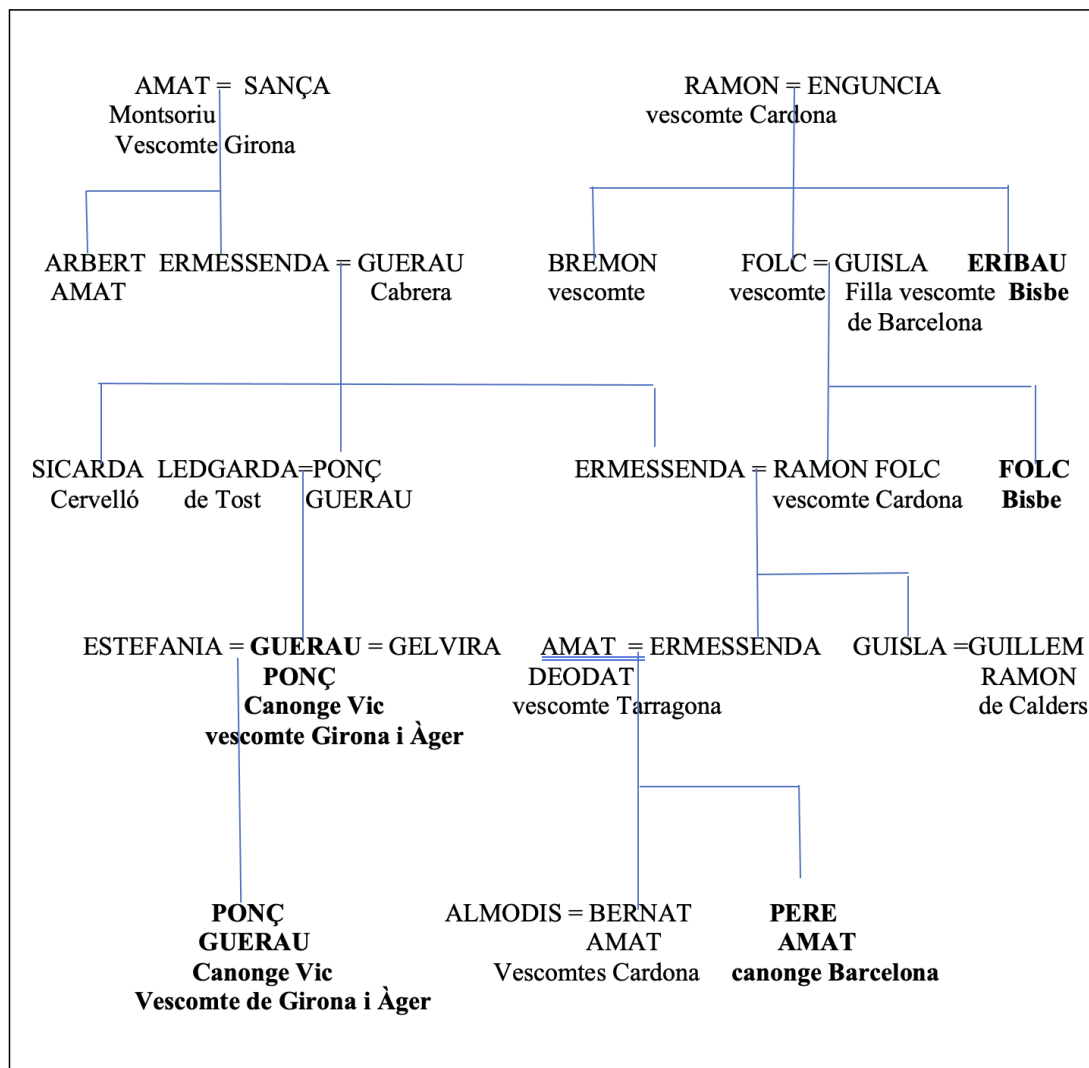 AMAT = SANÇA RAMON = ENGUNCIA
Montsoriu vescomte Cardona
Vescomte Girona
ARBERT ERMESSENDA = GUERAU BREMON FOLC = GUISLA ERIBAU
AMAT Cabrera vescomte vescomte Filla vescomte Bisbe
de Barcelona
SICARDA LEDGARDA=PONÇ ERMESSENDA = RAMON FOLC FOLC
Cervelló de Tost GUERAU vescomte Cardona Bisbe
ESTEFANIA = GUERAU = GELVIRA AMAT = ERMESSENDA GUISLA =GUILLEM
PONÇ DEODAT RAMON
Canonge Vic vescomte Tarragona de Calders
vescomte Girona i Àger
PONÇ ALMODIS = BERNAT PERE
GUERAU AMAT AMAT
Canonge Vic Vescomtes Cardona canonge Barcelona
Vescomte de Girona i Àger